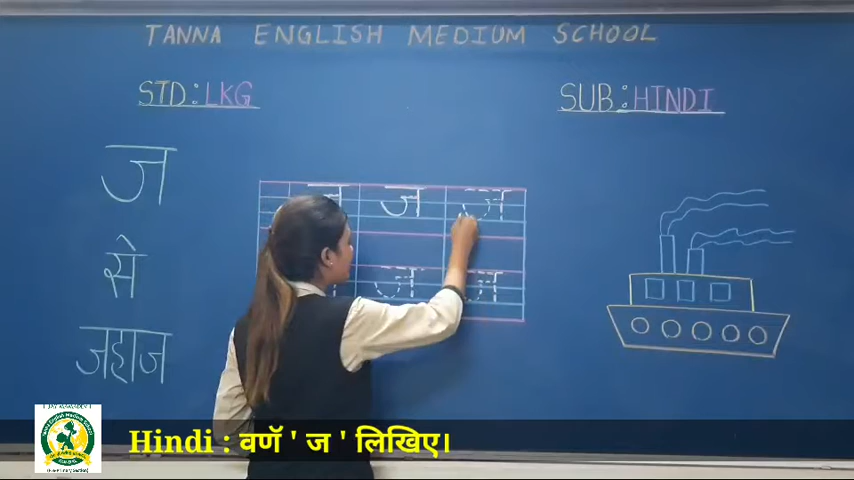 TANNA ENGLISH MEDIUM SCHOOL
STD:LKG
SUB:HINDI
ज
से
जहाज
ज ज
ज ज
Hindi : वर्ण ' ज ' लिखिए।